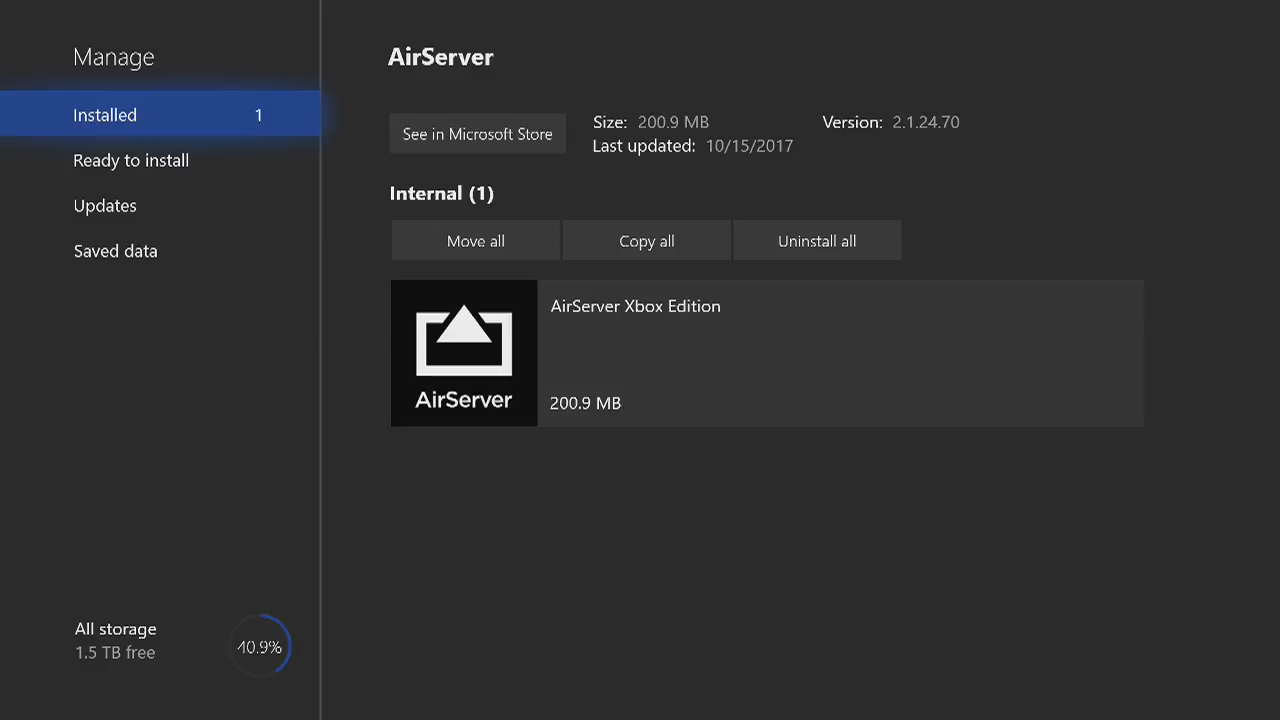 Manage
Installed 1
Ready to install
Updates
Saved data
All storage
1.5 TB free
40.9%
AirServer
See in Microsoft Store
Size: 200.9 MB
Version: 2.1.24.70
Last updated: 10/15/2017
Internal (1)
Move all
Copy all
Uninstall all
AirServer
AirServer Xbox Edition
200.9 MB